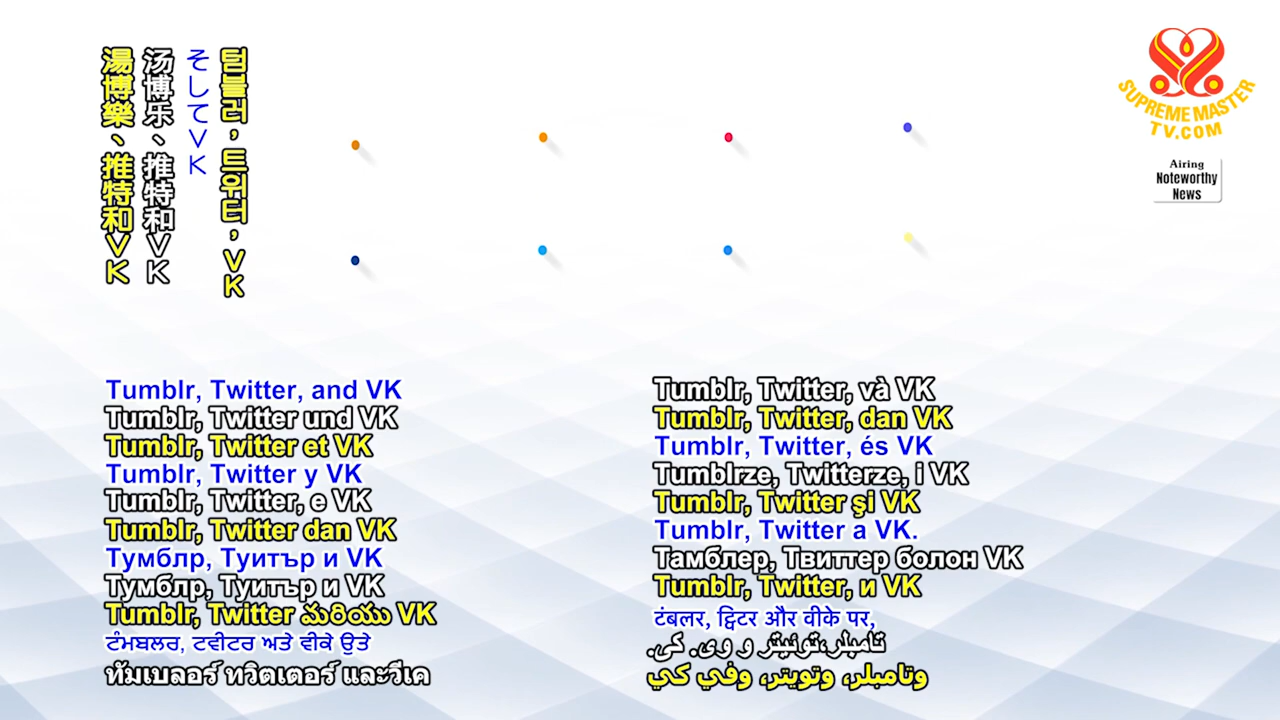 湯博樂、推特和VK
汤博乐、推特和VK
そしてVK
텀블러, 트위터, VK
SUPREME MASTER
TV.COM
Airing
Noteworthy
News
Tumblr, Twitter, and VK
Tumblr, Twitter und VK
Tumblr, Twitter et VK
Tumblr, Twitter y VK
Tumblr, Twitter, e VK
Tumblr, Twitter dan VK
Тумблр, Туитър и VK
Тумблр, Туитър и VK
Tumblr, Twitter మరియు VK
ਟੰਮਬਲਰ, ਟਵੀਟਰ ਅਤੇ ਵੀਕੇ ਉਤੇ
ทัมเบลอร์ ทวิตเตอร์ และวีเค
Tumblr, Twitter, và VK
Tumblr, Twitter, dan VK
Tumblr, Twitter, és VK
Tumblrze, Twitterze, i VK
Tumblr, Twitter şi VK
Tumblr, Twitter a VK.
Тамблер, Твиттер болон VK
Tumblr, Twitter, и VK
टंबलर, ट्विटर और वीके पर,
تامبلر،توئیتر و وی. کی.
وتامبلر، وتويتر، وفي كي